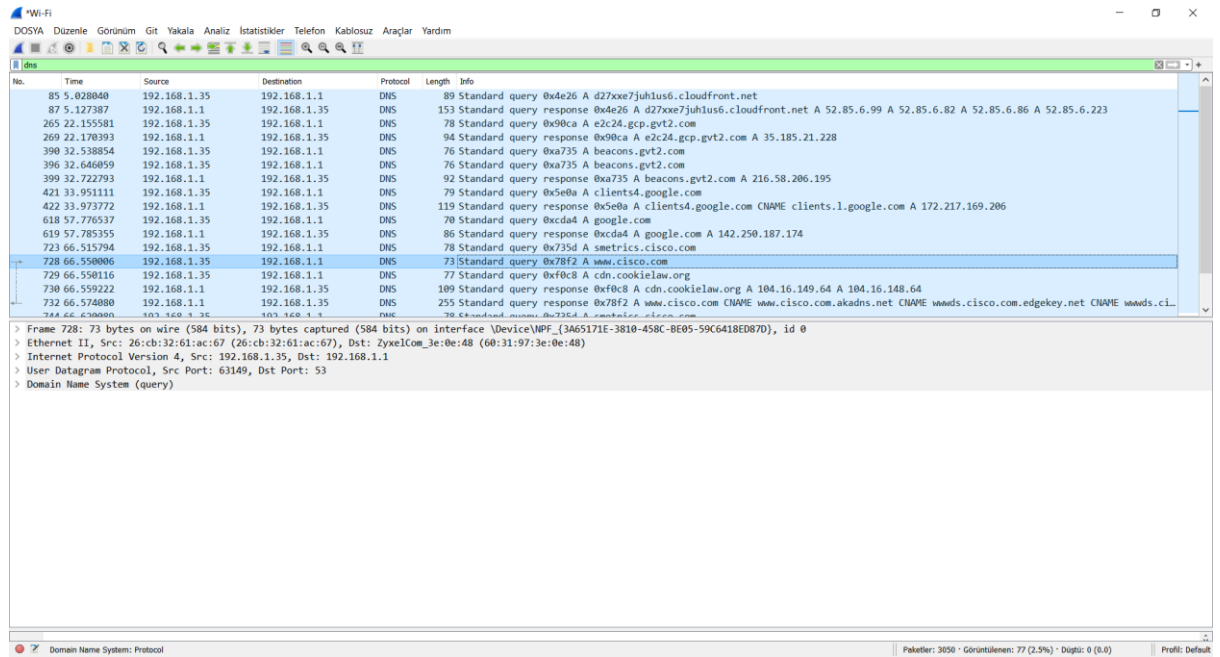 *Wi-Fi
DOSYA Düzenle Görünüm Git Yakala Analiz İstatistikler Telefon Kablosuz Araçlar Yardım
dns
No. Time Source Destination Protocol Length Info
85 5.028040 192.168.1.35 192.168.1.1 DNS 89 Standard query 0x4e26 A d27xxe7juh1us6.cloudfront.net
87 5.127387 192.168.1.1 192.168.1.35 DNS 153 Standard query response 0x4e26 A d27xxe7juh1us6.cloudfront.net A 52.85.6.99 A 52.85.6.82 A 52.85.6.86 A 52.85.6.223
265 22.155581 192.168.1.35 192.168.1.1 DNS 78 Standard query 0x90ca A e2c24.gcp.gvt2.com
269 22.170393 192.168.1.1 192.168.1.35 DNS 94 Standard query response 0x90ca A e2c24.gcp.gvt2.com A 35.185.21.228
390 32.538854 192.168.1.35 192.168.1.1 DNS 76 Standard query 0xa735 A beacons.gvt2.com
396 32.646059 192.168.1.35 192.168.1.1 DNS 76 Standard query 0xa735 A beacons.gvt2.com
399 32.722793 192.168.1.1 192.168.1.35 DNS 92 Standard query response 0xa735 A beacons.gvt2.com A 216.58.206.195
421 33.951111 192.168.1.35 192.168.1.1 DNS 79 Standard query 0x5e0a A clients4.google.com
422 33.973772 192.168.1.1 192.168.1.35 DNS 119 Standard query response 0x5e0a A clients4.google.com CNAME clients.l.google.com A 172.217.169.206
618 57.776537 192.168.1.35 192.168.1.1 DNS 70 Standard query 0xcda4 A google.com
619 57.785355 192.168.1.1 192.168.1.35 DNS 86 Standard query response 0xcda4 A google.com A 142.250.187.174
723 66.515794 192.168.1.35 192.168.1.1 DNS 78 Standard query 0x735d A smetrics.cisco.com
728 66.550006 192.168.1.35 192.168.1.1 DNS 73 Standard query 0x78f2 A www.cisco.com
729 66.550116 192.168.1.35 192.168.1.1 DNS 77 Standard query 0xf0c8 A cdn.cookielaw.org
730 66.559222 192.168.1.1 192.168.1.35 DNS 109 Standard query response 0xf0c8 A cdn.cookielaw.org A 104.16.149.64 A 104.16.148.64
732 66.574080 192.168.1.1 192.168.1.35 DNS 255 Standard query response 0x78f2 A www.cisco.com CNAME www.cisco.com.akadns.net CNAME wwwds.cisco.com.edgekey.net CNAME wwwds.ci…
744 66.620089 192.168.1.35 192.168.1.1 DNS 78 Standard query 0x735d A smetrics.cisco.com
> Frame 728: 73 bytes on wire (584 bits), 73 bytes captured (584 bits) on interface \Device\NPF_{3A65171E-3810-458C-BE05-59C6418ED87D}, id 0
> Ethernet II, Src: 26:cb:32:61:ac:67 (26:cb:32:61:ac:67), Dst: ZyxelCom_3e:0e:48 (60:31:97:3e:0e:48)
> Internet Protocol Version 4, Src: 192.168.1.35, Dst: 192.168.1.1
> User Datagram Protocol, Src Port: 63149, Dst Port: 53
> Domain Name System (query)
Domain Name System: Protocol
Paketler: 3050 · Görüntülenen: 77 (2.5%) · Düştü: 0 (0.0)
Profil: Default